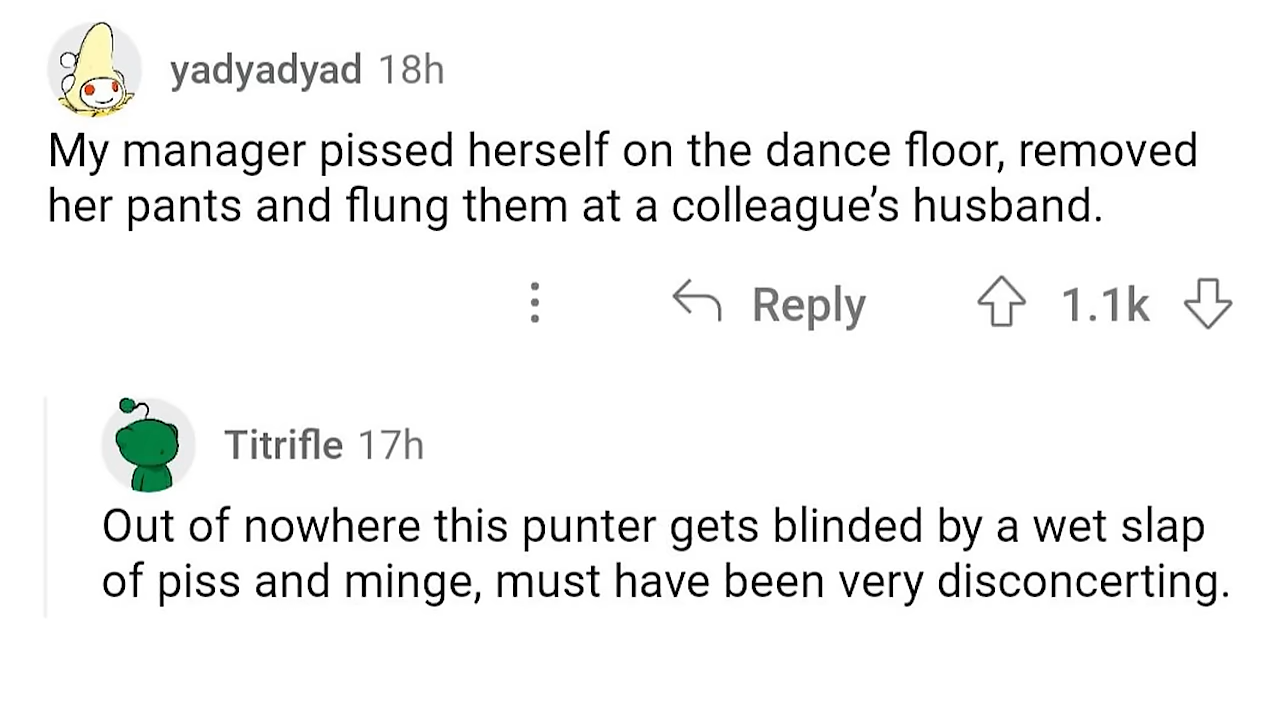 yadyadyad 18h
My manager pissed herself on the dance floor, removed
her pants and flung them at a colleague’s husband.
Reply 1.1k
Titrifle 17h
Out of nowhere this punter gets blinded by a wet slap
of piss and minge, must have been very disconcerting.